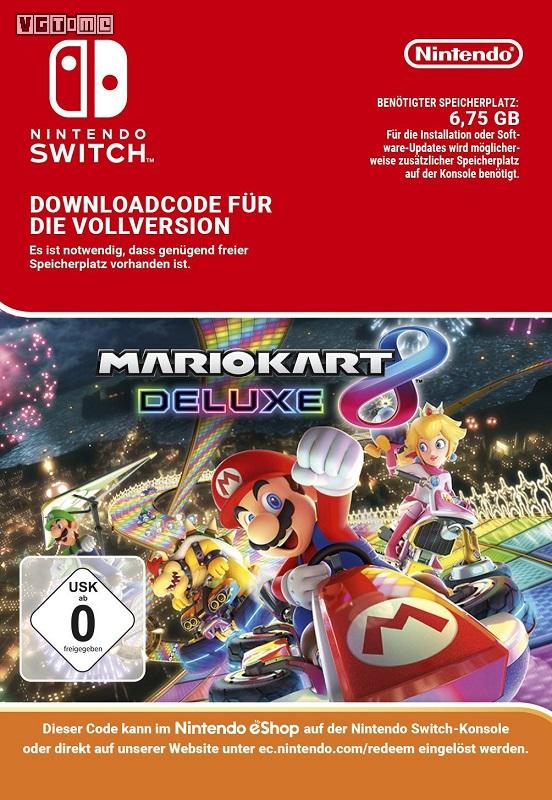 VGTIME
NINTENDO
SWITCH™
Nintendo®
BENÖTIGTER SPEICHERPLATZ:
6,75 GB
Für die Installation oder Soft-
ware-Updates wird möglicher-
weise zusätzlicher Speicherplatz
auf der Konsole benötigt.
DOWNLOADCODE FÜR
DIE VOLLVERSION
Es ist notwendig, dass genügend freier
Speicherplatz vorhanden ist.
MARIOKART 8™
DELUXE
M
M
USK
ab
0
freigegeben
Dieser Code kann im Nintendo eShop auf der Nintendo Switch-Konsole
oder direkt auf unserer Website unter ec.nintendo.com/redeem eingelöst werden.